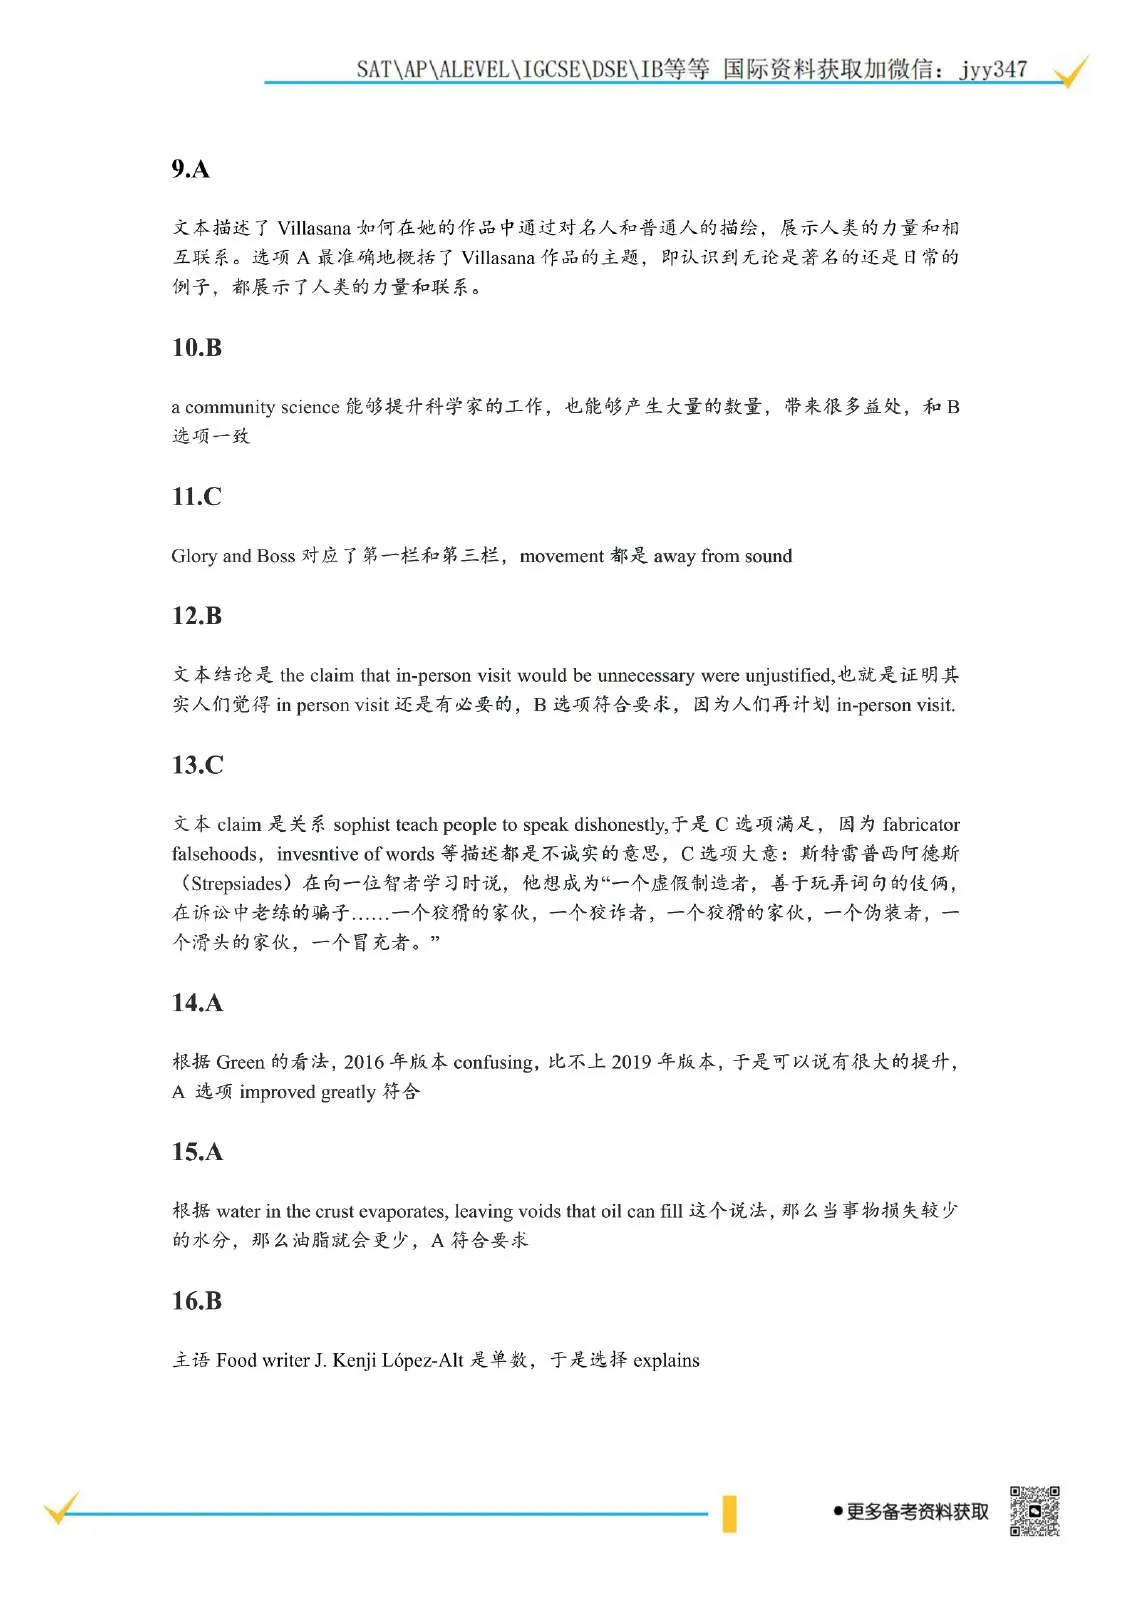 SAT\AP\ALEVEL\IGCSE\DSE\IB等等 国际资料获取加微信：jyy347
9.A
文本描述了 Villasana 如何在她的作品中通过对名人和普通人的描绘，展示人类的力量和相
互联系。选项 A 最准确地概括了 Villasana 作品的主题，即认识到无论是著名的还是日常的
例子，都展示了人类的力量和联系。
10.B
a community science 能够提升科学家的工作，也能够产生大量的数量，带来很多益处，和 B
选项一致
11.C
Glory and Boss 对应了第一栏和第三栏，movement 都是 away from sound
12.B
文本结论是 the claim that in-person visit would be unnecessary were unjustified,也就是证明其
实人们觉得 in person visit 还是有必要的，B 选项符合要求，因为人们再计划 in-person visit.
13.C
文本 claim 是关系 sophist teach people to speak dishonestly,于是 C 选项满足，因为 fabricator
falsehoods，invesntive of words 等描述都是不诚实的意思，C 选项大意：斯特雷普西阿德斯
（Strepsiades）在向一位智者学习时说，他想成为“一个虚假制造者，善于玩弄词句的伎俩，
在诉讼中老练的骗子……一个狡猾的家伙，一个狡诈者，一个狡猾的家伙，一个伪装者，一
个滑头的家伙，一个冒充者。”
14.A
根据 Green 的看法，2016 年版本 confusing，比不上 2019 年版本，于是可以说有很大的提升，
A 选项 improved greatly 符合
15.A
根据 water in the crust evaporates, leaving voids that oil can fill 这个说法，那么当事物损失较少
的水分，那么油脂就会更少，A 符合要求
16.B
主语 Food writer J. Kenji López-Alt 是单数，于是选择 explains
●更多备考资料获取